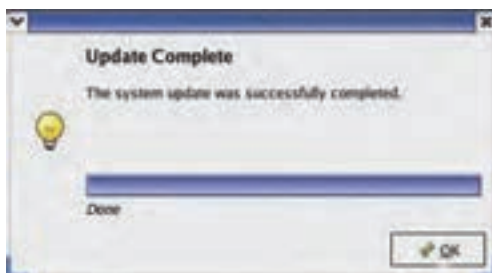 Update Complete
The system update was successfully completed.
Done
OK